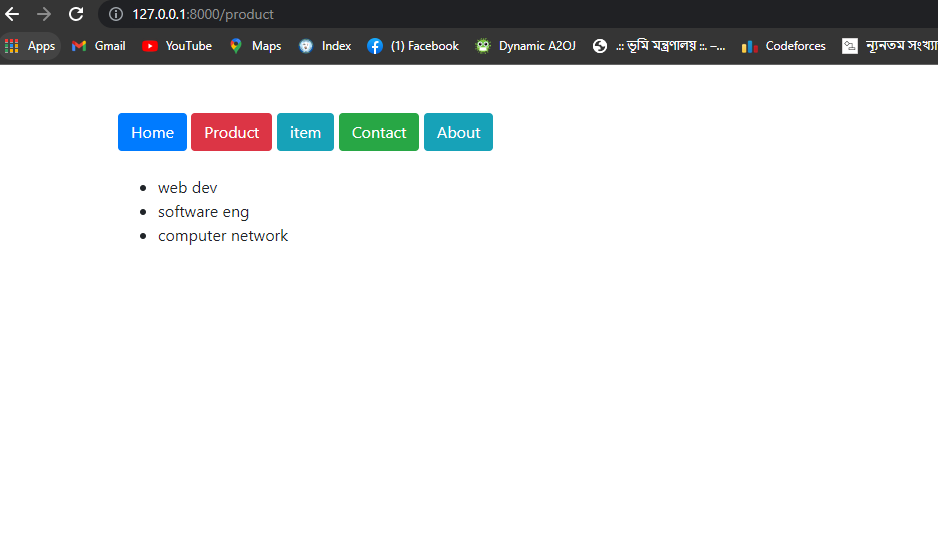 127.0.0.1:8000/product
Apps Gmail YouTube Maps Index (1) Facebook Dynamic A2OJ .:: ভূমি মন্ত্রণালয় ::. –... Codeforces ন্যূনতম সংখ্যা
Home Product item Contact About
web dev
software eng
computer network